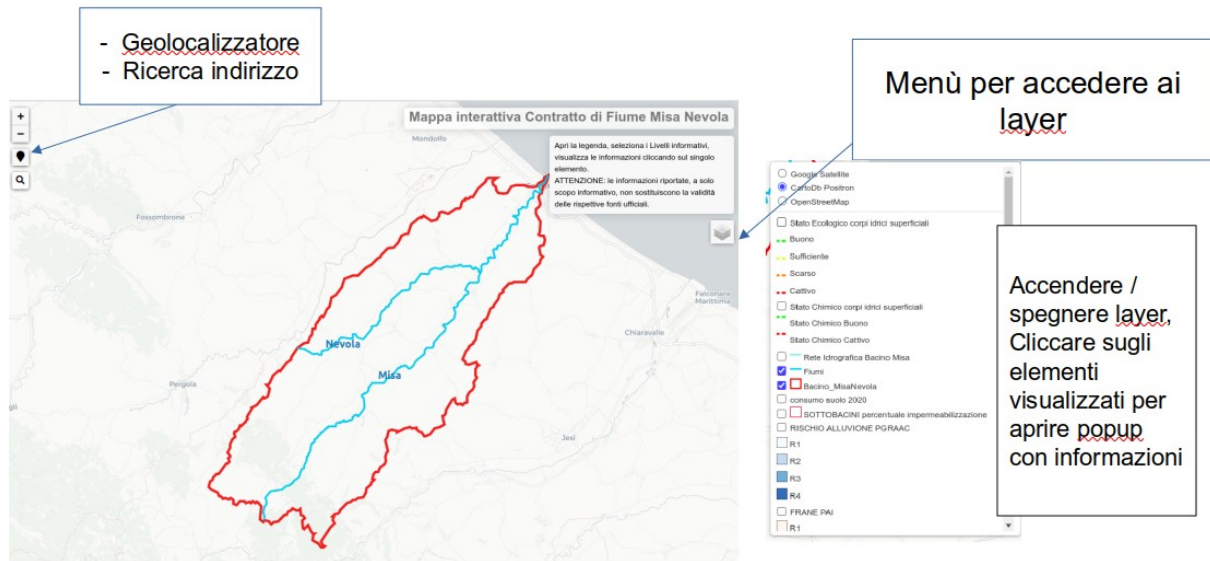 - Geolocalizzatore
- Ricerca indirizzo
Menù per accedere ai
layer
+
−
Mappa interattiva Contratto di Fiume Misa Nevola
Apri la legenda, seleziona i Livelli informativi,
visualizza le informazioni cliccando sul singolo
elemento.
ATTENZIONE: le informazioni riportate, a solo
scopo informativo, non sostituiscono la validità
delle rispettive fonti ufficiali.
Mondolfo
Fossombrone
Falconara
Marittima
Chiaravalle
Nevola
Misa
Pergola
Jesi
gli
Google Satellite
CartoDb Positron
OpenStreetMap
Stato Ecologico corpi idrici superficiali
Buono
Sufficiente
Scarso
Cattivo
Stato Chimico corpi idrici superficiali
Stato Chimico Buono
Stato Chimico Cattivo
Rete Idrografica Bacino Misa
Fiumi
Bacino_MisaNevola
consumo suolo 2020
SOTTOBACINI percentuale impermeabilizzazione
RISCHIO ALLUVIONE PGRAAC
R1
R2
R3
R4
FRANE PAI
R1
Accendere /
spegnere layer,
Cliccare sugli
elementi
visualizzati per
aprire popup
con informazioni